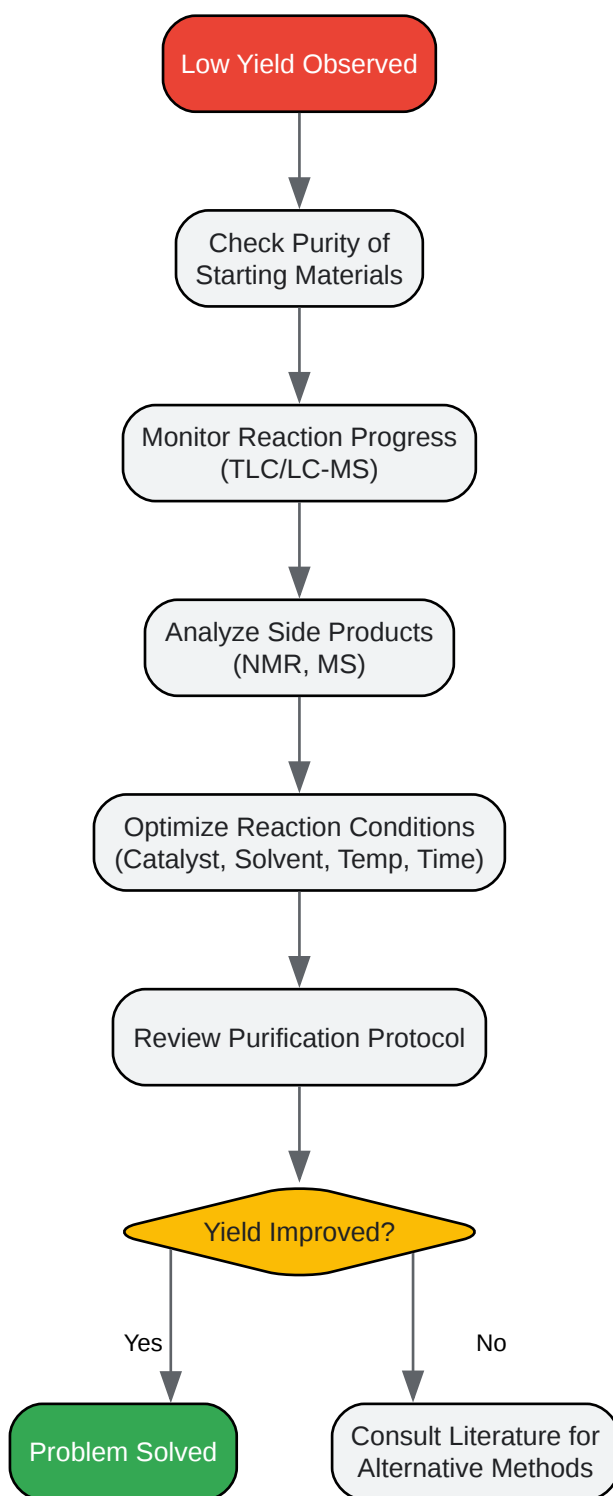 Low Yield Observed
Check Purity of
Starting Materials
Monitor Reaction Progress
(TLC/LC-MS)
Analyze Side Products
(NMR, MS)
Optimize Reaction Conditions
(Catalyst, Solvent, Temp, Time)
Review Purification Protocol
Yield Improved?
Yes
No
Problem Solved
Consult Literature for
Alternative Methods